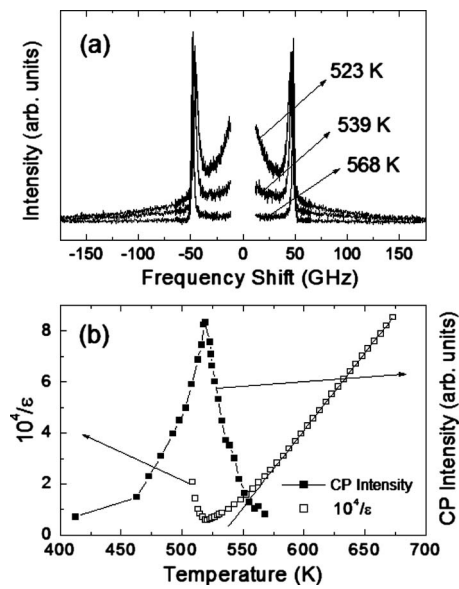 (a)
523 K
539 K
568 K
Intensity (arb. units)
-150 -100 -50 0 50 100 150
Frequency Shift (GHz)
(b)
8
6
4
2
0
10⁴/ε
CP Intensity (arb. units)
CP Intensity
10⁴/ε
400 450 500 550 600 650 700
Temperature (K)